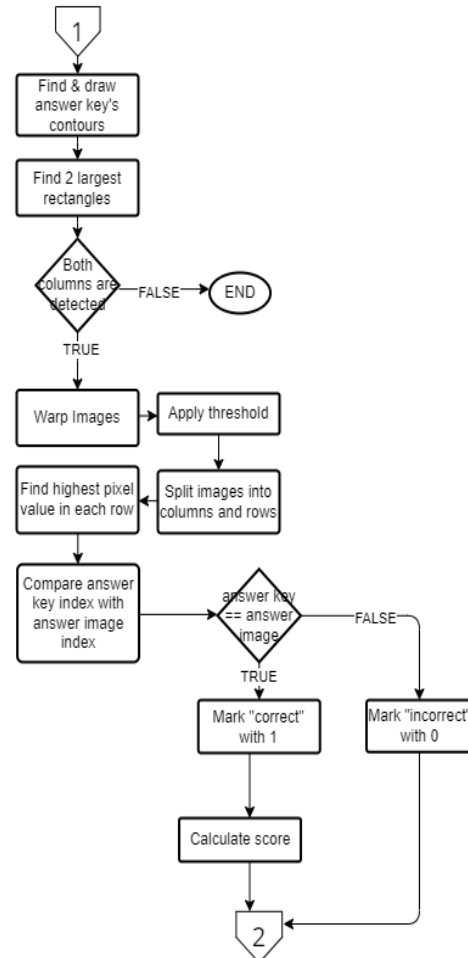 1
Find & draw
answer key's
contours
Find 2 largest
rectangles
Both
columns are
detected
FALSE
END
TRUE
Warp Images
Apply threshold
Find highest pixel
value in each row
Split images into
columns and rows
Compare answer
key index with
answer image
index
answer key
== answer
image
FALSE
TRUE
Mark "correct"
with 1
Mark "incorrect"
with 0
Calculate score
2